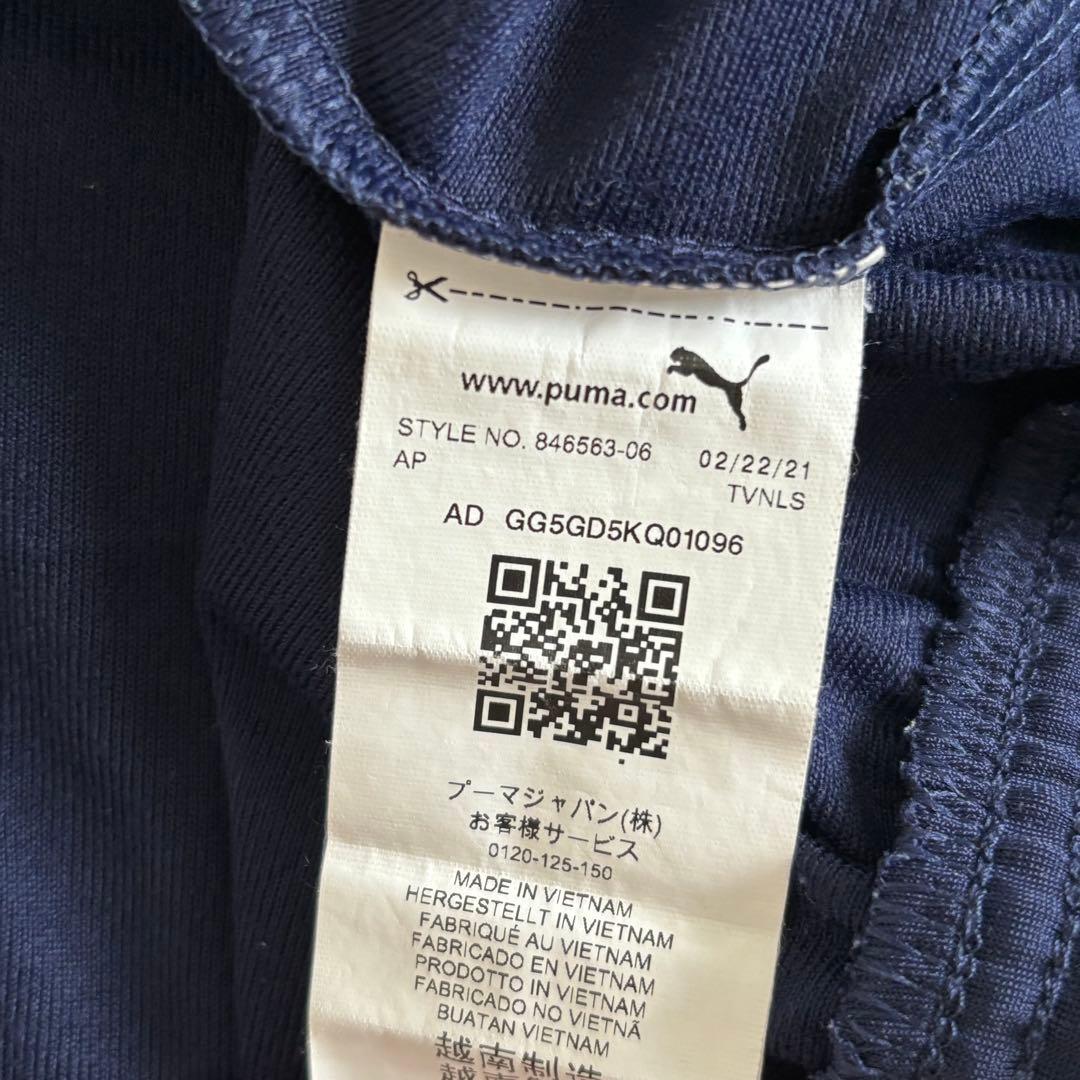 www.puma.com
STYLE NO. 846563-06 02/22/21
AP TVNLS
AD GG5GD5KQ01096
プーマジャパン(株)
お客様サービス
0120-125-150
MADE IN VIETNAM
HERGESTELLT IN VIETNAM
FABRIQUÉ AU VIETNAM
FABRICADO EN VIETNAM
PRODOTTO IN VIETNAM
FABRICADO NO VIETNÃ
BUATAN VIETNAM
越南制造
越南